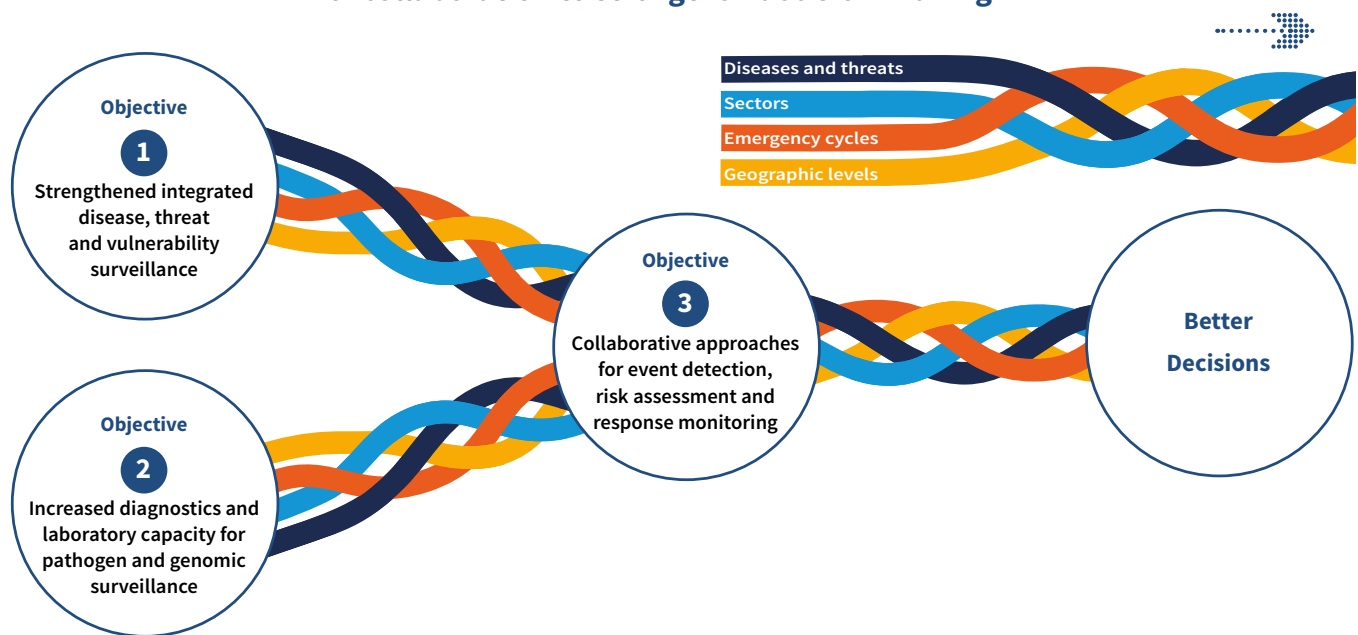 Diseases and threats
Sectors
Emergency cycles
Geographic levels
Objective
1
Strengthened integrated
disease, threat
and vulnerability
surveillance
Objective
2
Increased diagnostics and
laboratory capacity for
pathogen and genomic
surveillance
Objective
3
Collaborative approaches
for event detection,
risk assessment and
response monitoring
Better
Decisions